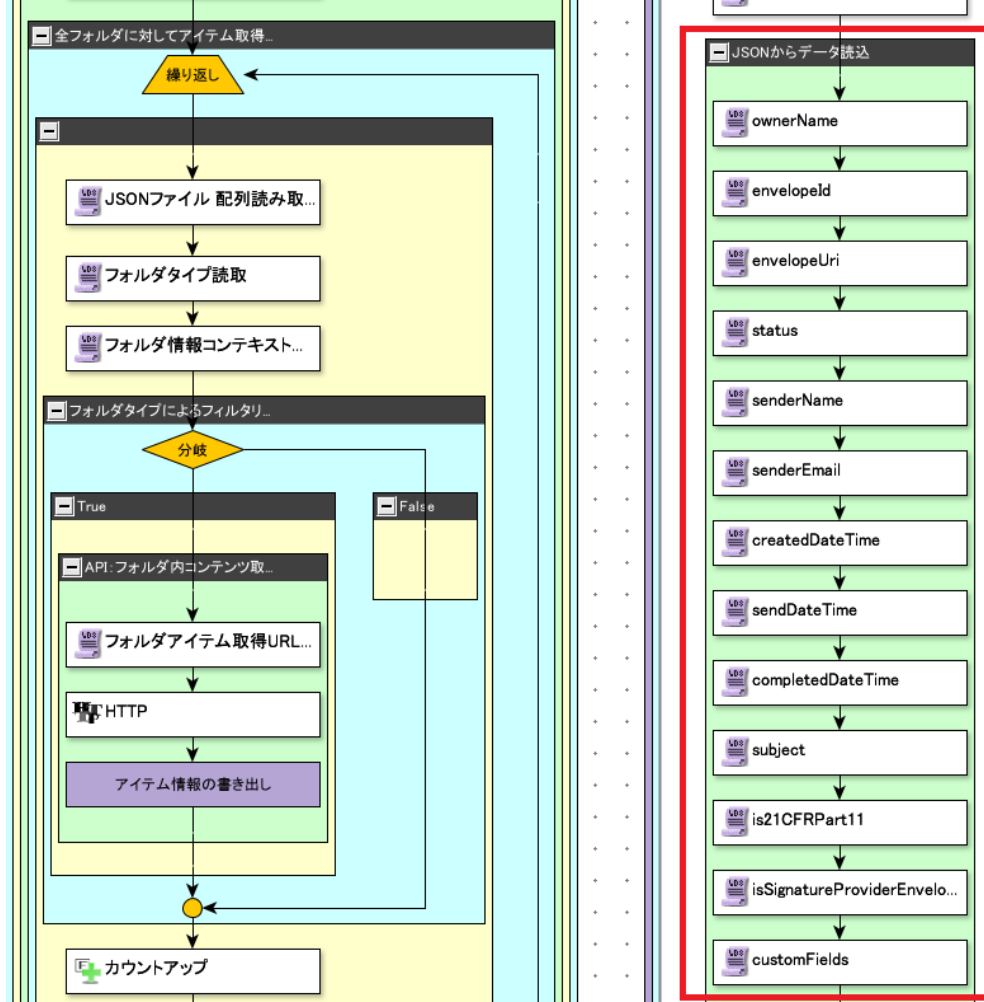 全フォルダに対してアイテム取得...
繰り返し
JSONファイル 配列読み取...
フォルダタイプ読取
フォルダ情報コンテキスト...
フォルダタイプによるフィルタリ...
分岐
True
False
API:フォルダ内コンテンツ取...
フォルダアイテム取得URL...
HTTP
アイテム情報の書き出し
カウントアップ
JSONからデータ読込
ownerName
envelopeId
envelopeUri
status
senderName
senderEmail
createdDateTime
sendDateTime
completedDateTime
subject
is21CFRPart11
isSignatureProviderEnvelo...
customFields